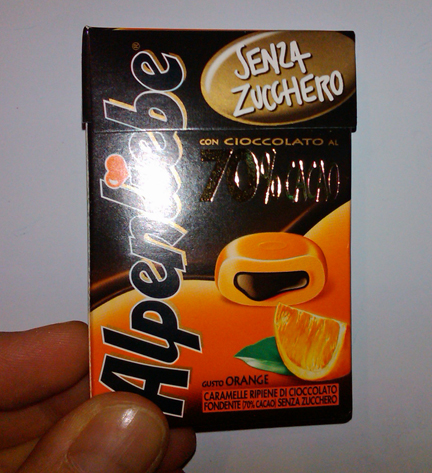 Alpenliebe®
SENZA
ZUCCHERO
CON CIOCCOLATO AL
70% CACAO
GUSTO ORANGE
CARAMELLE RIPIENE DI CIOCCOLATO
FONDENTE (70% CACAO) SENZA ZUCCHERO